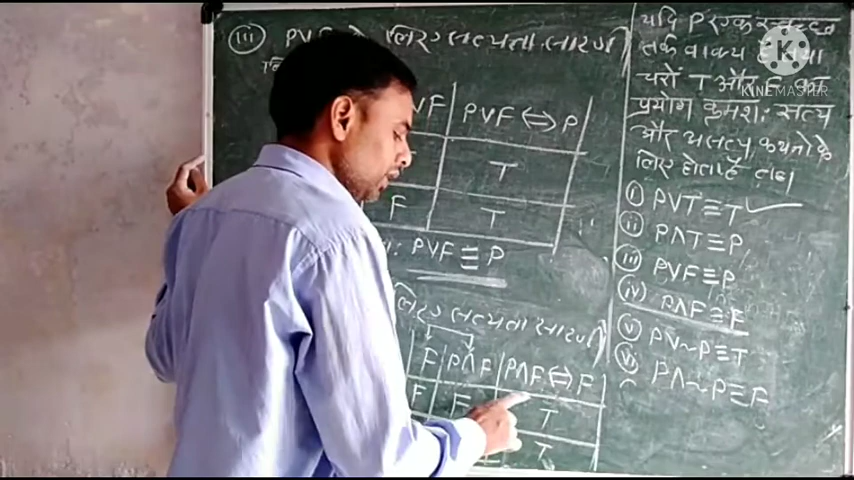 (iii) PVF लिए सत्यता सारणी
VF PVF ⇔ P
T
F T
: PVF ≡ P
लिए सत्यता सारणी
F P∧F P∧F ⇔ F
F F T
T
यदि P एक स्वच्छन्द
तर्क वाक्य है तथा
चरों T और F का
प्रयोग क्रमश: सत्य
और असत्य कथनों के
लिए होता है तब
(i) PVT ≡ T
(ii) P∧T ≡ P
(iii) PVF ≡ P
(iv) P∧F ≡ F
(v) PV~P ≡ T
(vi) P∧~P ≡ F
KINEMASTER